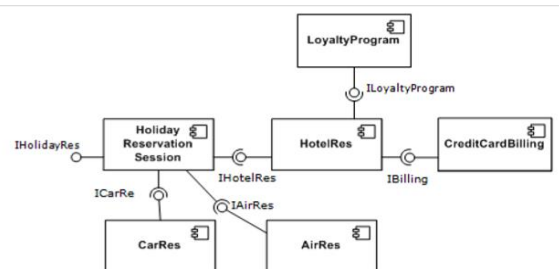 LoyaltyProgram
ILoyaltyProgram
IHolidayRes
Holiday
Reservation
Session
IHotelRes
HotelRes
IBilling
CreditCardBilling
ICarRe
IAirRes
CarRes
AirRes